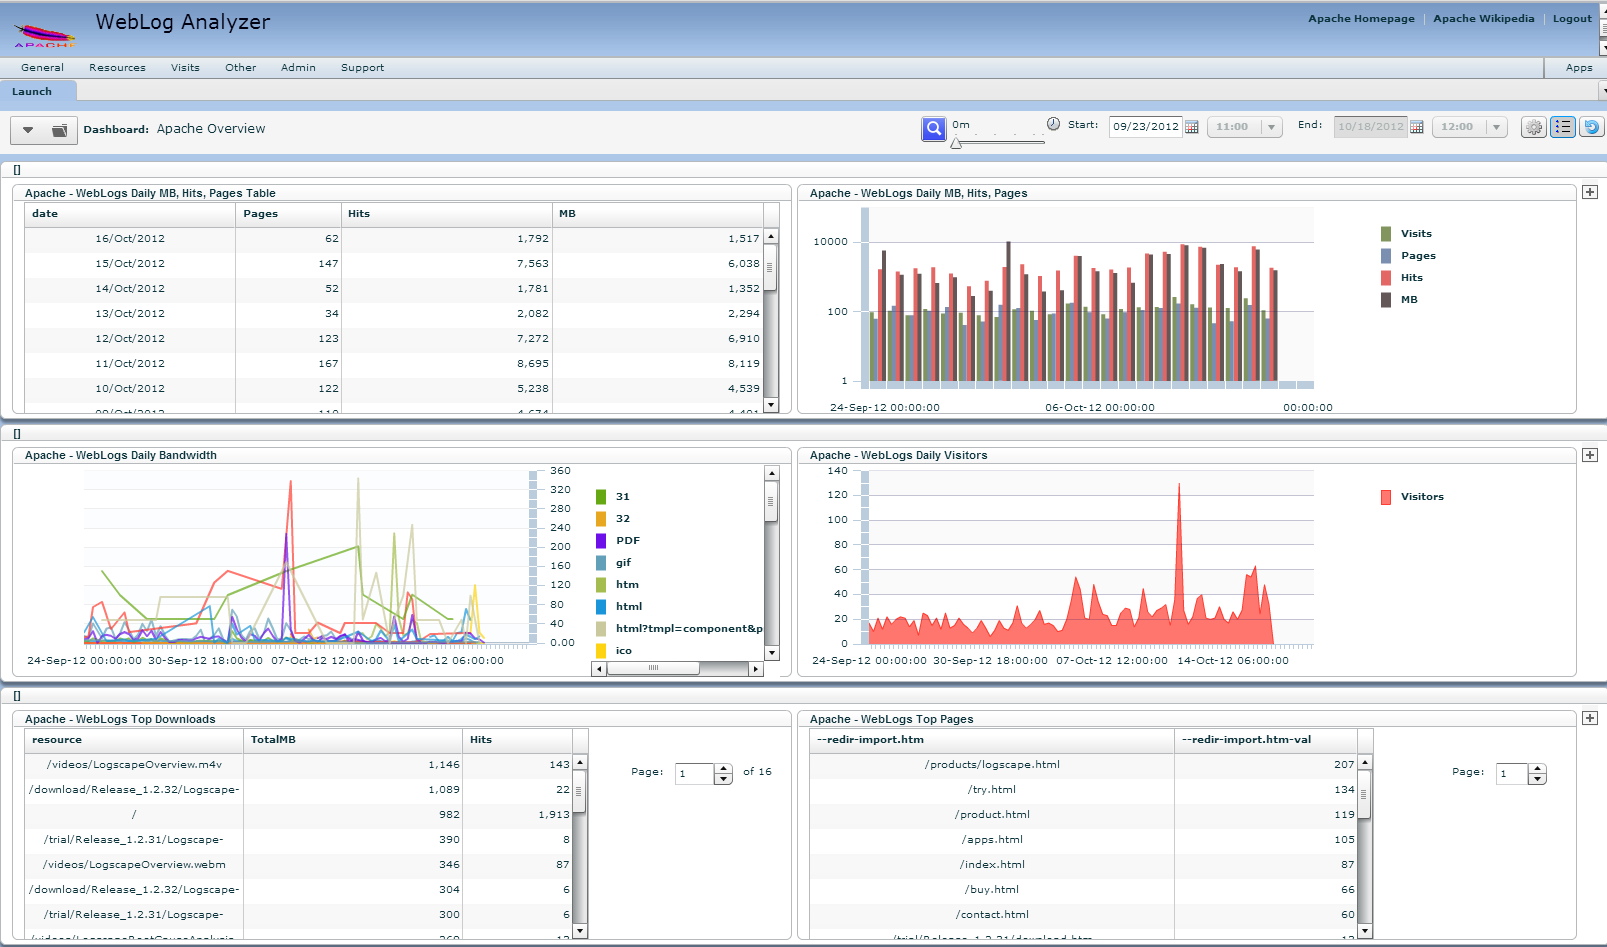 WebLog Analyzer
APACHE
Apache Homepage | Apache Wikipedia | Logout
General Resources Visits Other Admin Support Apps
Launch
Dashboard: Apache Overview 0m Start: 09/23/2012 11:00 End: 10/18/2012 12:00
[]
Apache - WebLogs Daily MB, Hits, Pages Table
date Pages Hits MB
16/Oct/2012 62 1,792 1,517
15/Oct/2012 147 7,563 6,038
14/Oct/2012 52 1,781 1,352
13/Oct/2012 34 2,082 2,294
12/Oct/2012 123 7,272 6,910
11/Oct/2012 167 8,695 8,119
10/Oct/2012 122 5,238 4,539
Apache - WebLogs Daily MB, Hits, Pages
10000
100
1
24-Sep-12 00:00:00 06-Oct-12 00:00:00 00:00:00
Visits
Pages
Hits
MB
[]
Apache - WebLogs Daily Bandwidth
360
320
280
240
200
160
120
80
40
0.00
24-Sep-12 00:00:00 30-Sep-12 18:00:00 07-Oct-12 12:00:00 14-Oct-12 06:00:00
31
32
PDF
gif
htm
html
html?tmpl=component&p
ico
Apache - WebLogs Daily Visitors
140
120
100
80
60
40
20
0
24-Sep-12 00:00:00 30-Sep-12 18:00:00 07-Oct-12 12:00:00 14-Oct-12 06:00:00
Visitors
[]
Apache - WebLogs Top Downloads
resource TotalMB Hits
/videos/LogscapeOverview.m4v 1,146 143
/download/Release_1.2.32/Logscape- 1,089 22
/ 982 1,913
/trial/Release_1.2.31/Logscape- 390 8
/videos/LogscapeOverview.webm 346 87
/download/Release_1.2.32/Logscape- 304 6
/trial/Release_1.2.31/Logscape- 300 6
Page: 1 of 16
Apache - WebLogs Top Pages
--redir-import.htm --redir-import.htm-val
/products/logscape.html 207
/try.html 134
/product.html 119
/apps.html 105
/index.html 87
/buy.html 66
/contact.html 60
Page: 1